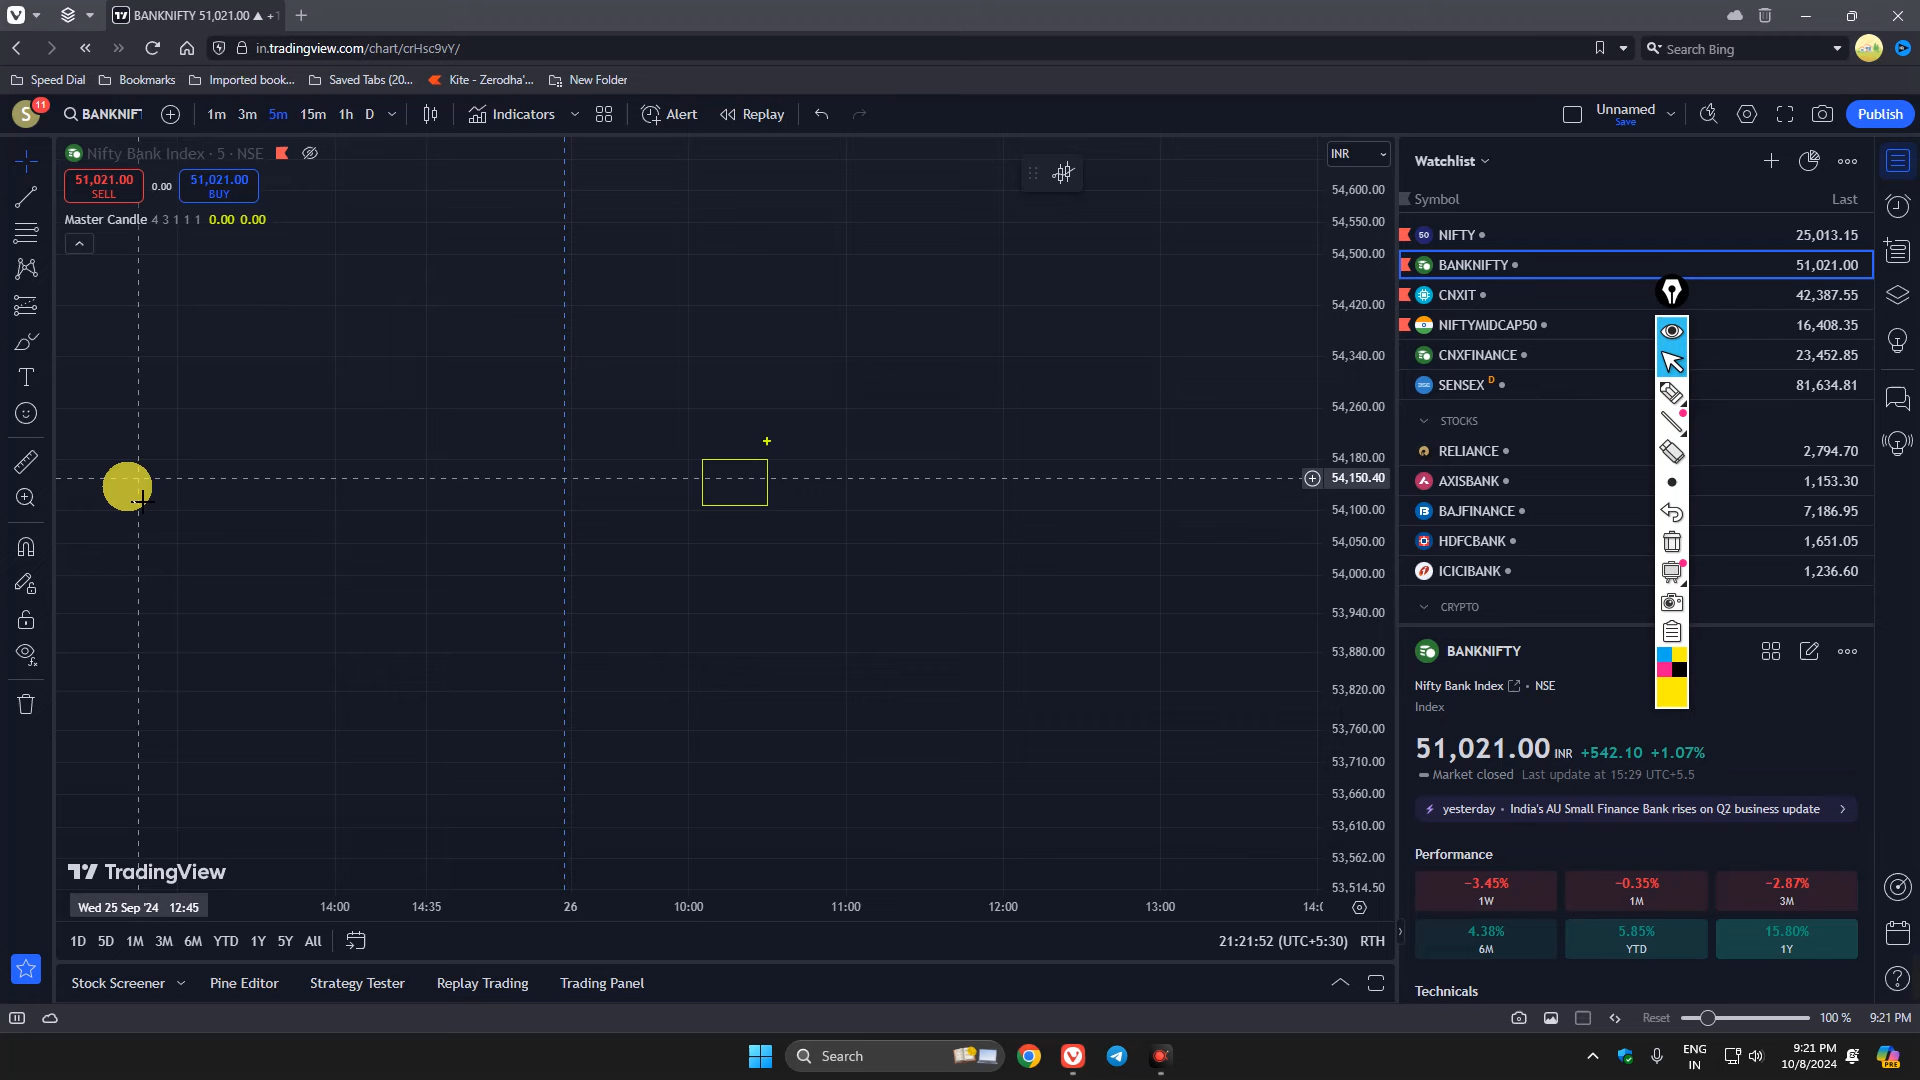 BANKNIFTY 51,021.00 ▲ +1
in.tradingview.com/chart/crHsc9vY/
Search Bing
Speed Dial
Bookmarks
Imported book...
Saved Tabs (20...
Kite - Zerodha'...
New Folder
S
11
BANKNIF
1m 3m 5m 15m 1h D
Indicators
Alert
Replay
Unnamed
Save
Publish
Nifty Bank Index · 5 · NSE
51,021.00
SELL
0.00
51,021.00
BUY
Master Candle 4 3 1 1 1 0.00 0.00
INR
54,600.00
54,550.00
54,500.00
54,420.00
54,340.00
54,260.00
54,180.00
54,150.40
54,100.00
54,050.00
54,000.00
53,940.00
53,880.00
53,820.00
53,760.00
53,710.00
53,660.00
53,610.00
53,562.00
53,514.50
TradingView
Wed 25 Sep '24 12:45
14:00
14:35
26
10:00
11:00
12:00
13:00
14:0
1D 5D 1M 3M 6M YTD 1Y 5Y All
21:21:52 (UTC+5:30) RTH
Stock Screener
Pine Editor
Strategy Tester
Replay Trading
Trading Panel
Watchlist
Symbol Last
50 NIFTY 25,013.15
BANKNIFTY 51,021.00
CNXIT 42,387.55
NIFTYMIDCAP50 16,408.35
CNXFINANCE 23,452.85
SENSEX D 81,634.81
STOCKS
RELIANCE 2,794.70
AXISBANK 1,153.30
BAJFINANCE 7,186.95
HDFCBANK 1,651.05
ICICIBANK 1,236.60
CRYPTO
BANKNIFTY
Nifty Bank Index · NSE
Index
51,021.00 INR +542.10 +1.07%
Market closed Last update at 15:29 UTC+5.5
yesterday · India's AU Small Finance Bank rises on Q2 business update
Performance
−3.45%
1W
−0.35%
1M
−2.87%
3M
4.38%
6M
5.85%
YTD
15.80%
1Y
Technicals
Reset
100 %
9:21 PM
Search
ENG
IN
9:21 PM
10/8/2024
PRE